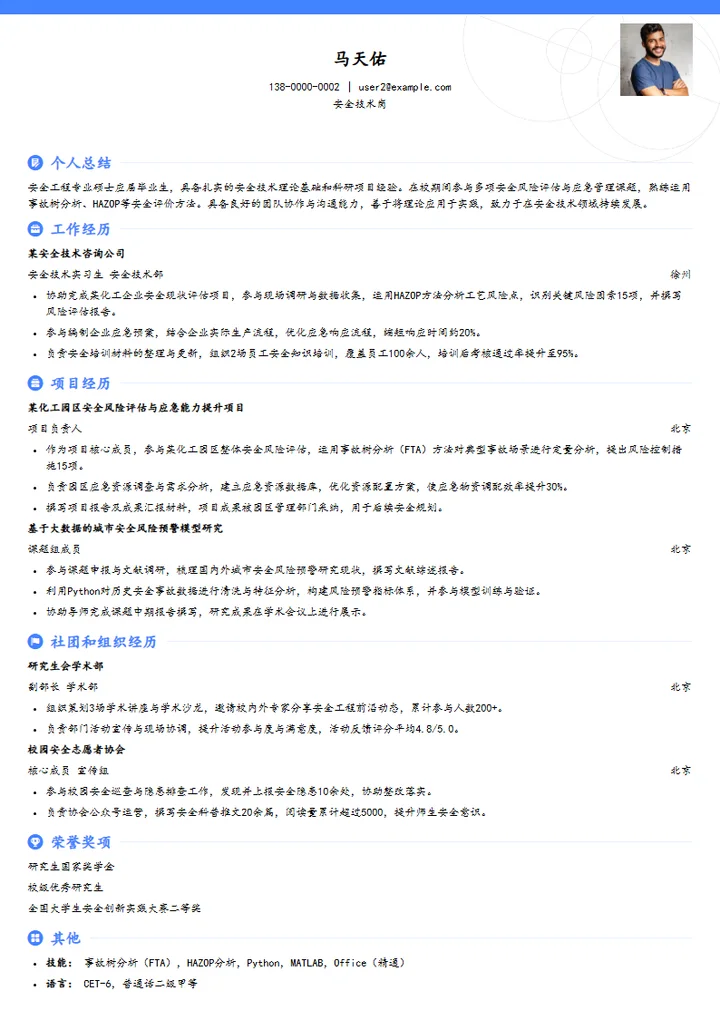 马天佑
138-0000-0002 | user2@example.com
安全技术岗
个人总结
安全工程专业硕士应届毕业生，具备扎实的安全技术理论基础和科研项目经验。在校期间参与多项安全风险评估与应急管理课题，熟练运用
事故树分析、HAZOP等安全评价方法。具备良好的团队协作与沟通能力，善于将理论应用于实践，致力于在安全技术领域持续发展。
工作经历
某安全技术咨询公司
安全技术实习生 安全技术部 徐州
• 协助完成某化工企业安全现状评估项目，参与现场调研与数据收集，运用HAZOP方法分析工艺风险点，识别关键风险因素15项，并撰写
风险评估报告。
• 参与编制企业应急预案，结合企业实际生产流程，优化应急响应流程，缩短响应时间约20%。
• 负责安全培训材料的整理与更新，组织2场员工安全知识培训，覆盖员工100余人，培训后考核通过率提升至95%。
项目经历
某化工园区安全风险评估与应急能力提升项目
项目负责人 北京
• 作为项目核心成员，参与某化工园区整体安全风险评估，运用事故树分析（FTA）方法对典型事故场景进行定量分析，提出风险控制措
施15项。
• 负责园区应急资源调查与需求分析，建立应急资源数据库，优化资源配置方案，使应急物资调配效率提升30%。
• 撰写项目报告及成果汇报材料，项目成果被园区管理部门采纳，用于后续安全规划。
基于大数据的城市安全风险预警模型研究
课题组成员 北京
• 参与课题申报与文献调研，梳理国内外城市安全风险预警研究现状，撰写文献综述报告。
• 利用Python对历史安全事故数据进行清洗与特征分析，构建风险预警指标体系，并参与模型训练与验证。
• 协助导师完成课题中期报告撰写，研究成果在学术会议上进行展示。
社团和组织经历
研究生会学术部
副部长 学术部 北京
• 组织策划3场学术讲座与学术沙龙，邀请校内外专家分享安全工程前沿动态，累计参与人数200+。
• 负责部门活动宣传与现场协调，提升活动参与度与满意度，活动反馈评分平均4.8/5.0。
校园安全志愿者协会
核心成员 宣传组 北京
• 参与校园安全巡查与隐患排查工作，发现并上报安全隐患10余处，协助整改落实。
• 负责协会公众号运营，撰写安全科普推文20余篇，阅读量累计超过5000，提升师生安全意识。
荣誉奖项
研究生国家奖学金
校级优秀研究生
全国大学生安全创新实践大赛二等奖
其他
• 技能： 事故树分析（FTA）, HAZOP分析, Python, MATLAB, Office（精通）
• 语言： CET-6, 普通话二级甲等